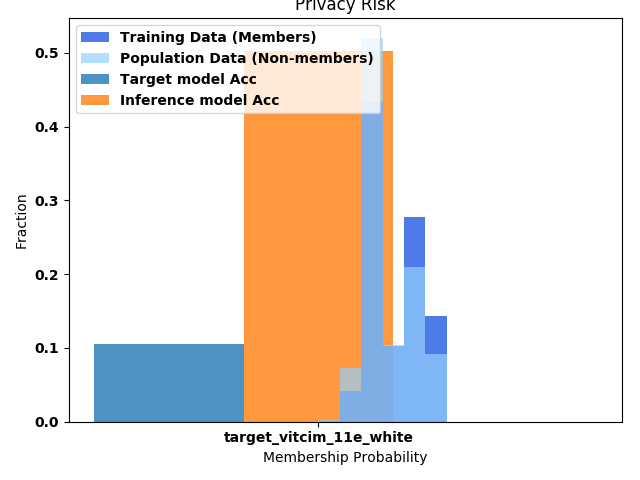 Privacy Risk
Training Data (Members)
Population Data (Non-members)
Target model Acc
Inference model Acc
0.5
0.4
0.3
0.2
0.1
0.0
Fraction
target_vitcim_11e_white
Membership Probability